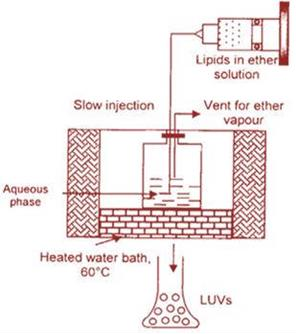 Lipids in ether
solution
Slow injection
Vent for ether
vapour
Aqueous
phase
Heated water bath,
60°C
LUVs